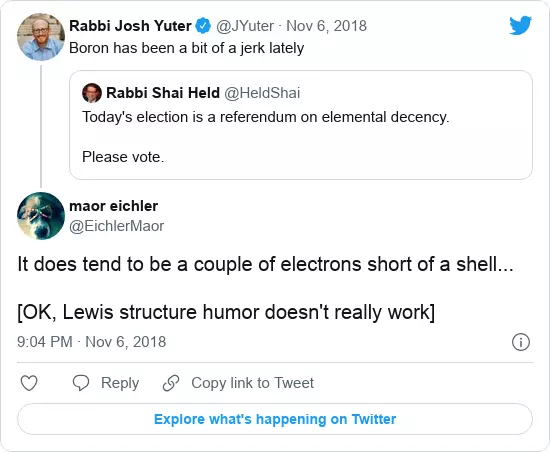 Rabbi Josh Yuter @JYuter · Nov 6, 2018
Boron has been a bit of a jerk lately
Rabbi Shai Held @HeldShai
Today's election is a referendum on elemental decency.
Please vote.
maor eichler
@EichlerMaor
It does tend to be a couple of electrons short of a shell...
[OK, Lewis structure humor doesn't really work]
9:04 PM · Nov 6, 2018
Reply
Copy link to Tweet
Explore what's happening on Twitter